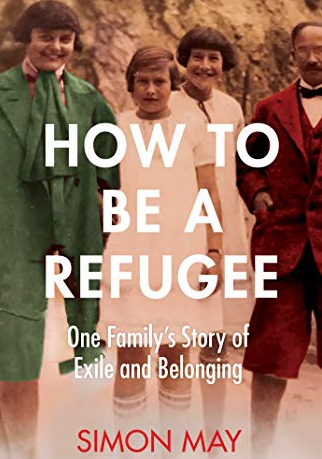 HOW TO
BE A
REFUGEE
One Family's Story of
Exile and Belonging
SIMON MAY